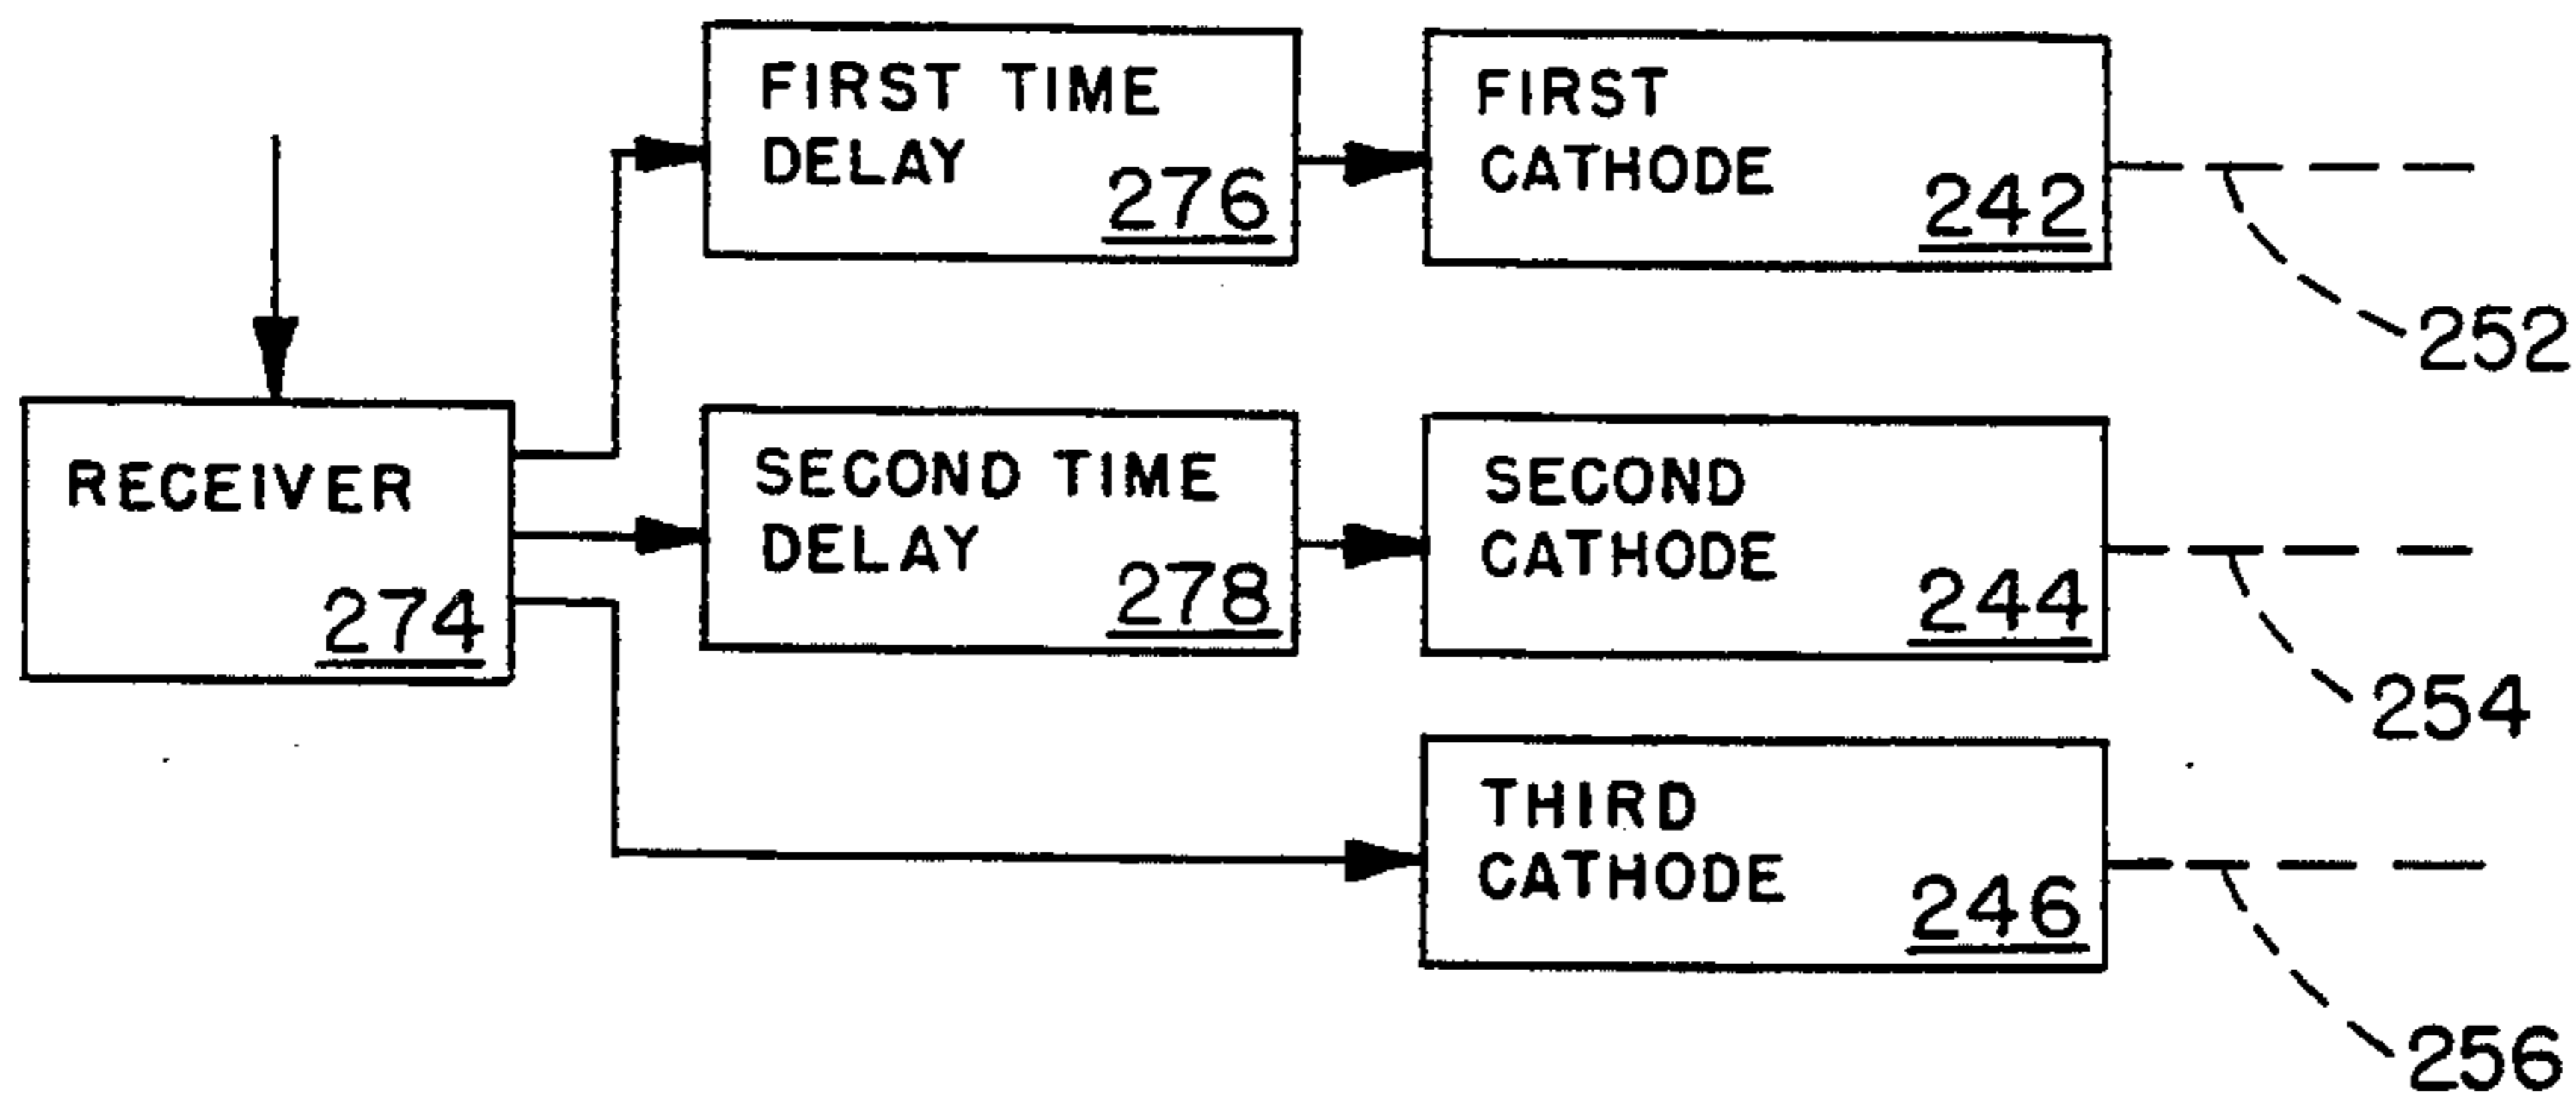 RECEIVER
274
FIRST TIME
DELAY
276
FIRST
CATHODE
242
252
SECOND TIME
DELAY
278
SECOND
CATHODE
244
254
THIRD
CATHODE
246
256